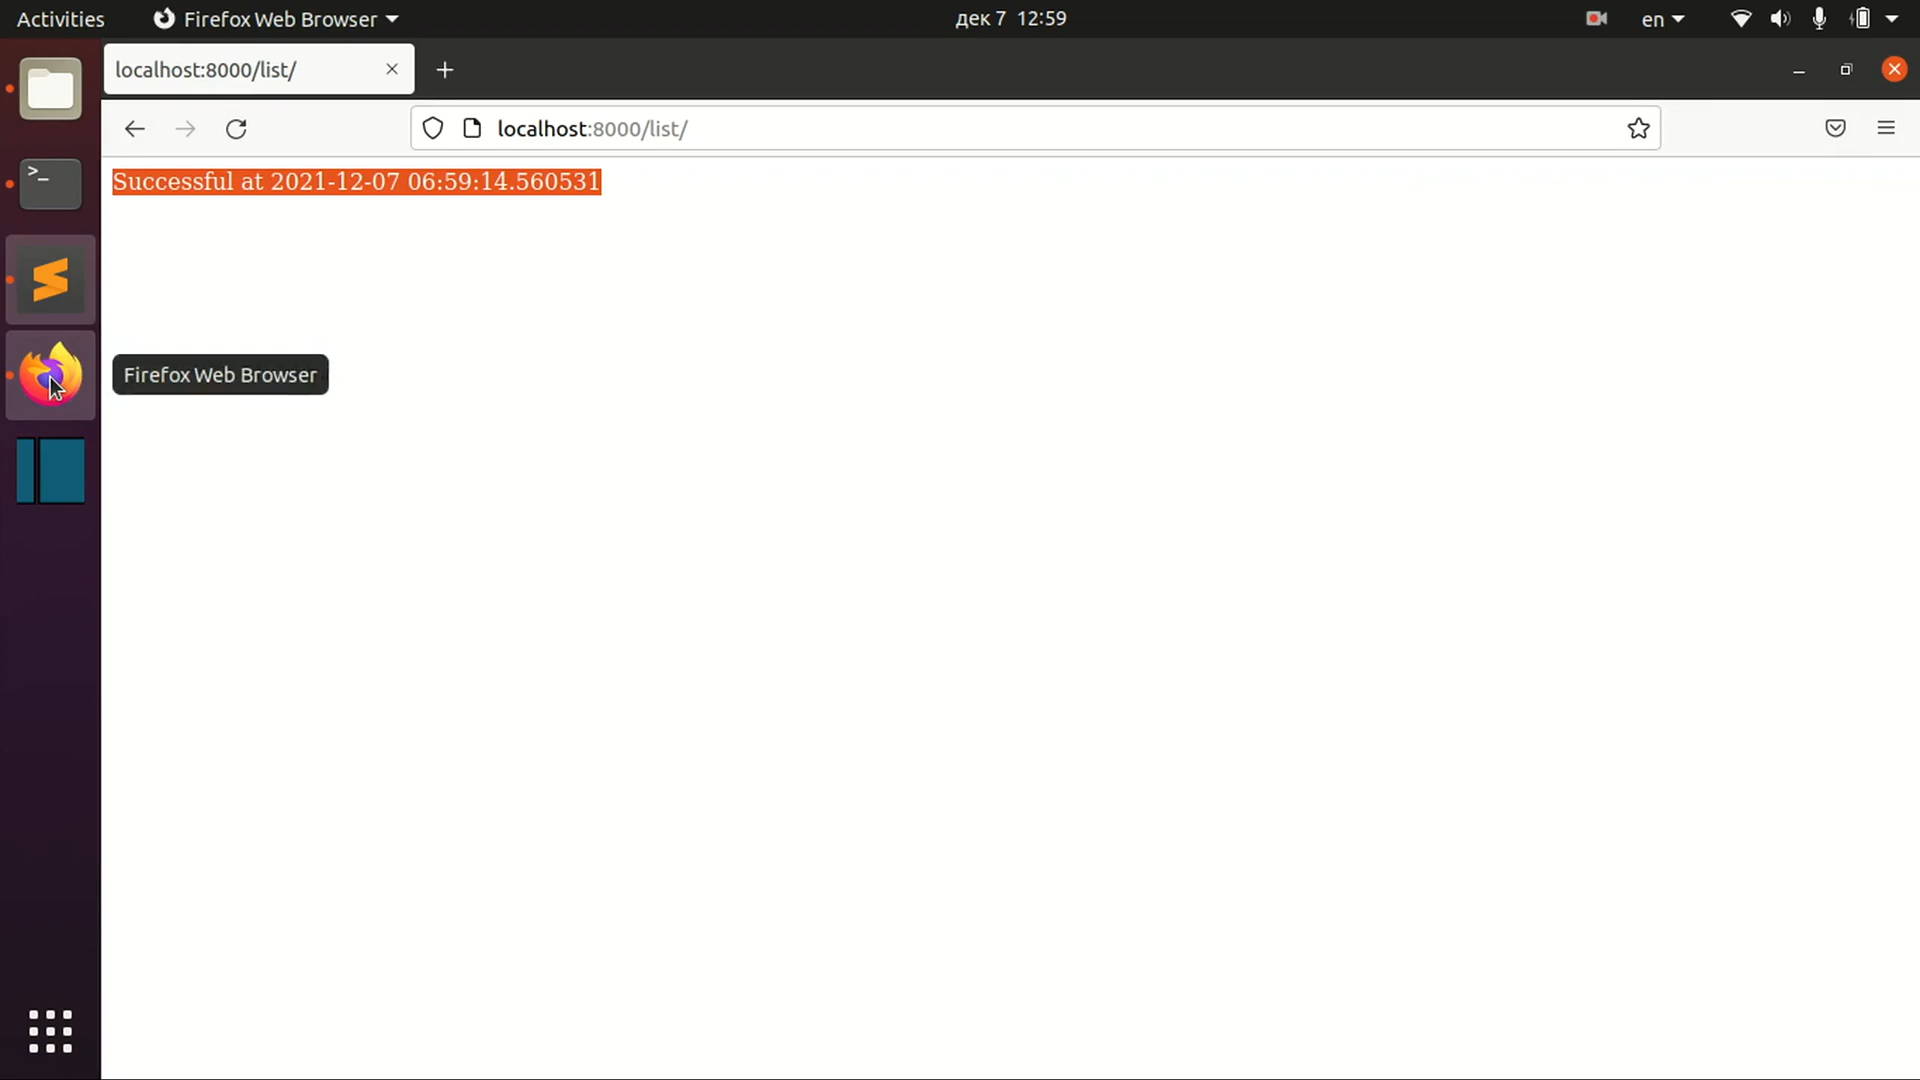 Activities Firefox Web Browser дек 7 12:59 en
localhost:8000/list/
localhost:8000/list/
Successful at 2021-12-07 06:59:14.560531
Firefox Web Browser